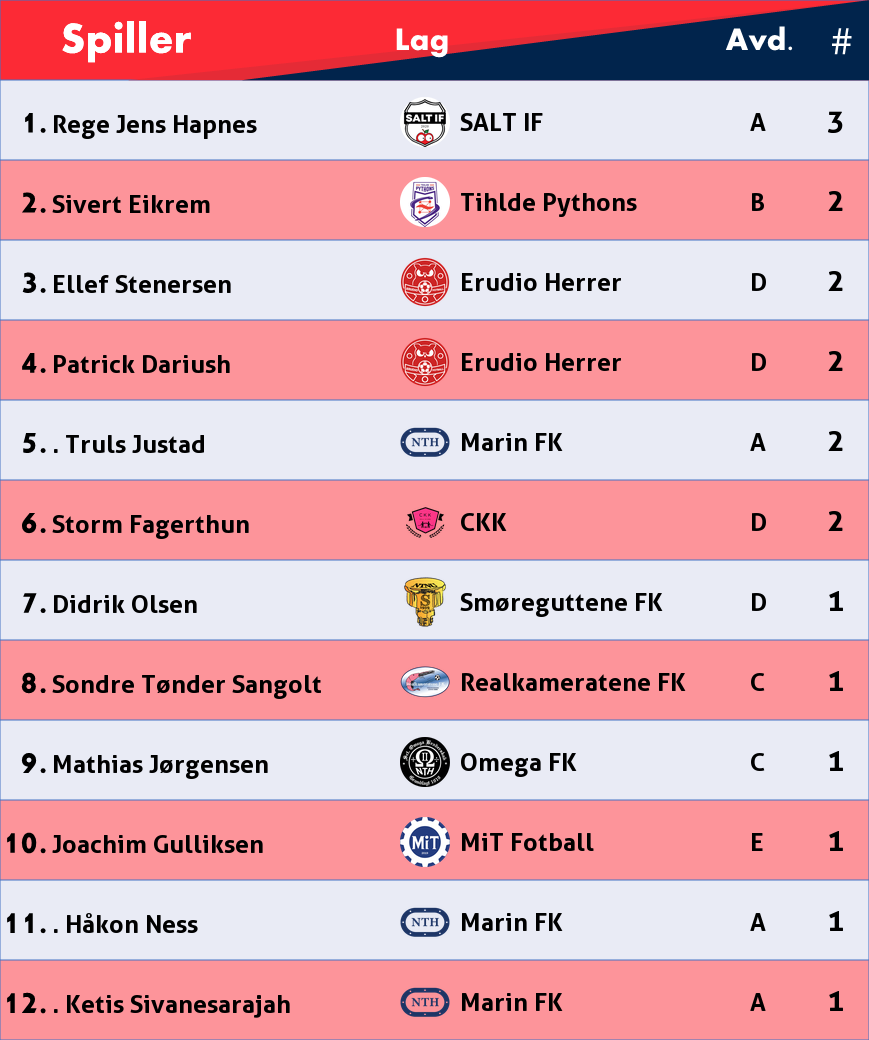 Spiller Lag Avd. #
1. Rege Jens Hapnes SALT IF SALT IF A 3
2. Sivert Eikrem PYTHONS Tihlde Pythons B 2
3. Ellef Stenersen Erudio Herrer D 2
4. Patrick Dariush Erudio Herrer D 2
5. . Truls Justad NTH Marin FK A 2
6. Storm Fagerthun CKK CKK D 2
7. Didrik Olsen NTNU S Smøreguttene FK D 1
8. Sondre Tønder Sangolt Realkameratene FK C 1
9. Mathias Jørgensen Ω NTH Omega FK C 1
10. Joachim Gulliksen MiT MiT Fotball E 1
11. . Håkon Ness NTH Marin FK A 1
12. . Ketis Sivanesarajah NTH Marin FK A 1